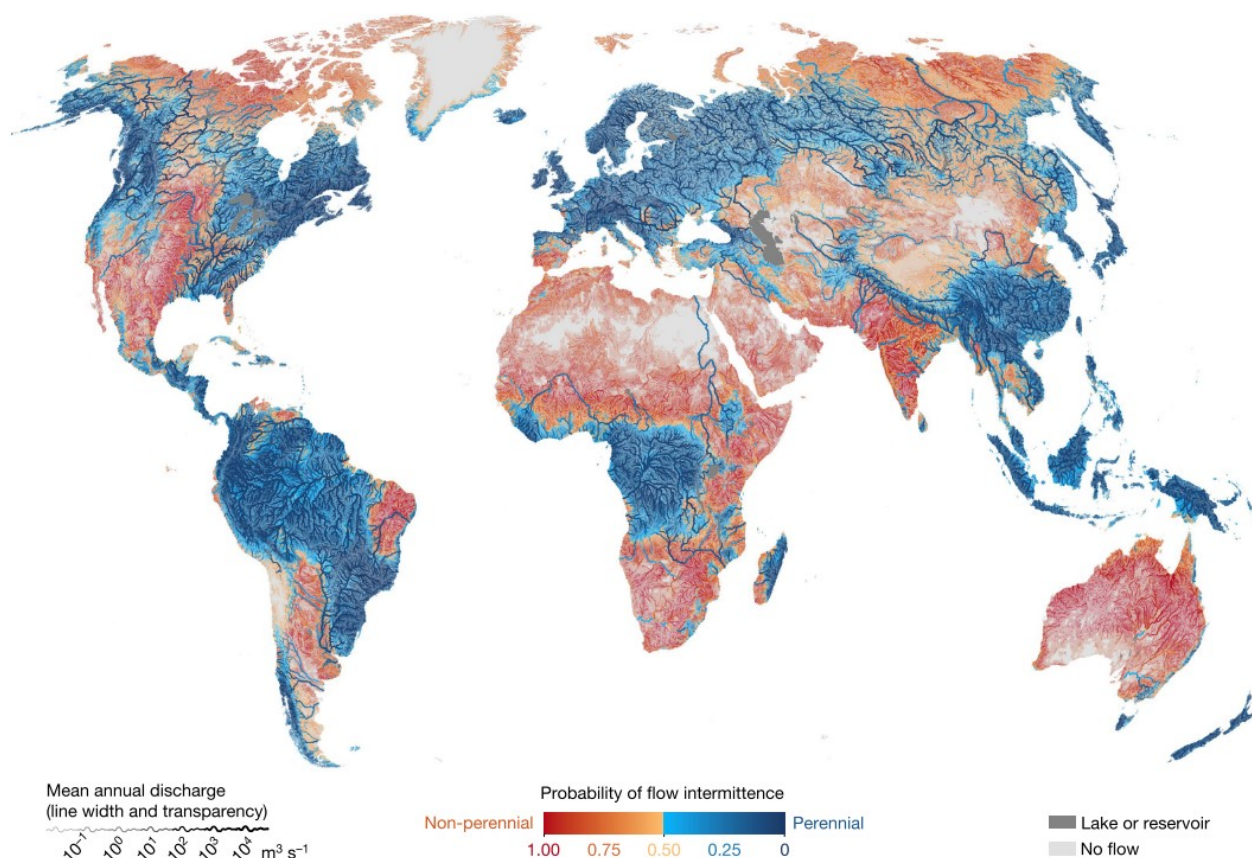 Mean annual discharge
(line width and transparency)
10⁻¹ 10⁰ 10¹ 10² 10³ 10⁴ m³ s⁻¹
Probability of flow intermittence
Non-perennial Perennial
1.00 0.75 0.50 0.25 0
Lake or reservoir
No flow